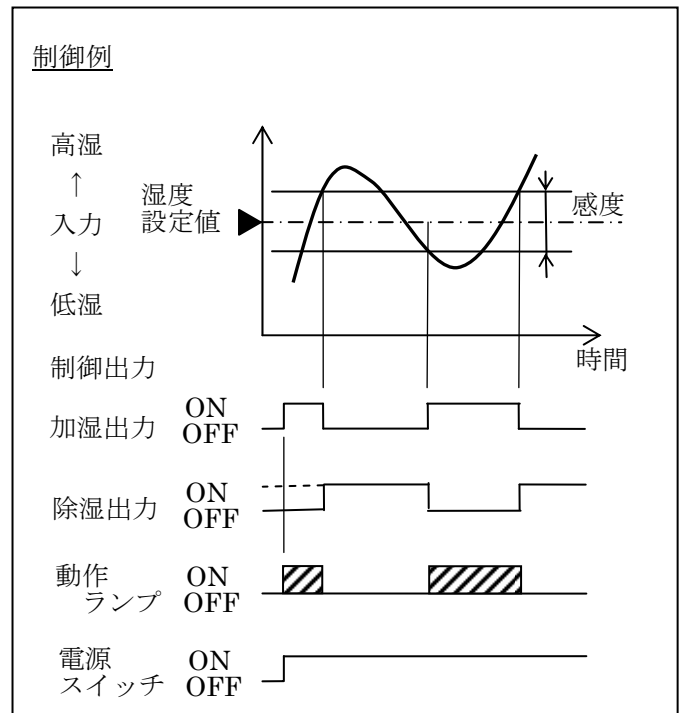 制御例
高湿
↑
入力
↓
低湿
湿度
設定値
感度
時間
制御出力
加湿出力 ON
OFF
除湿出力 ON
OFF
動作 ON
ランプ OFF
電源 ON
スイッチ OFF